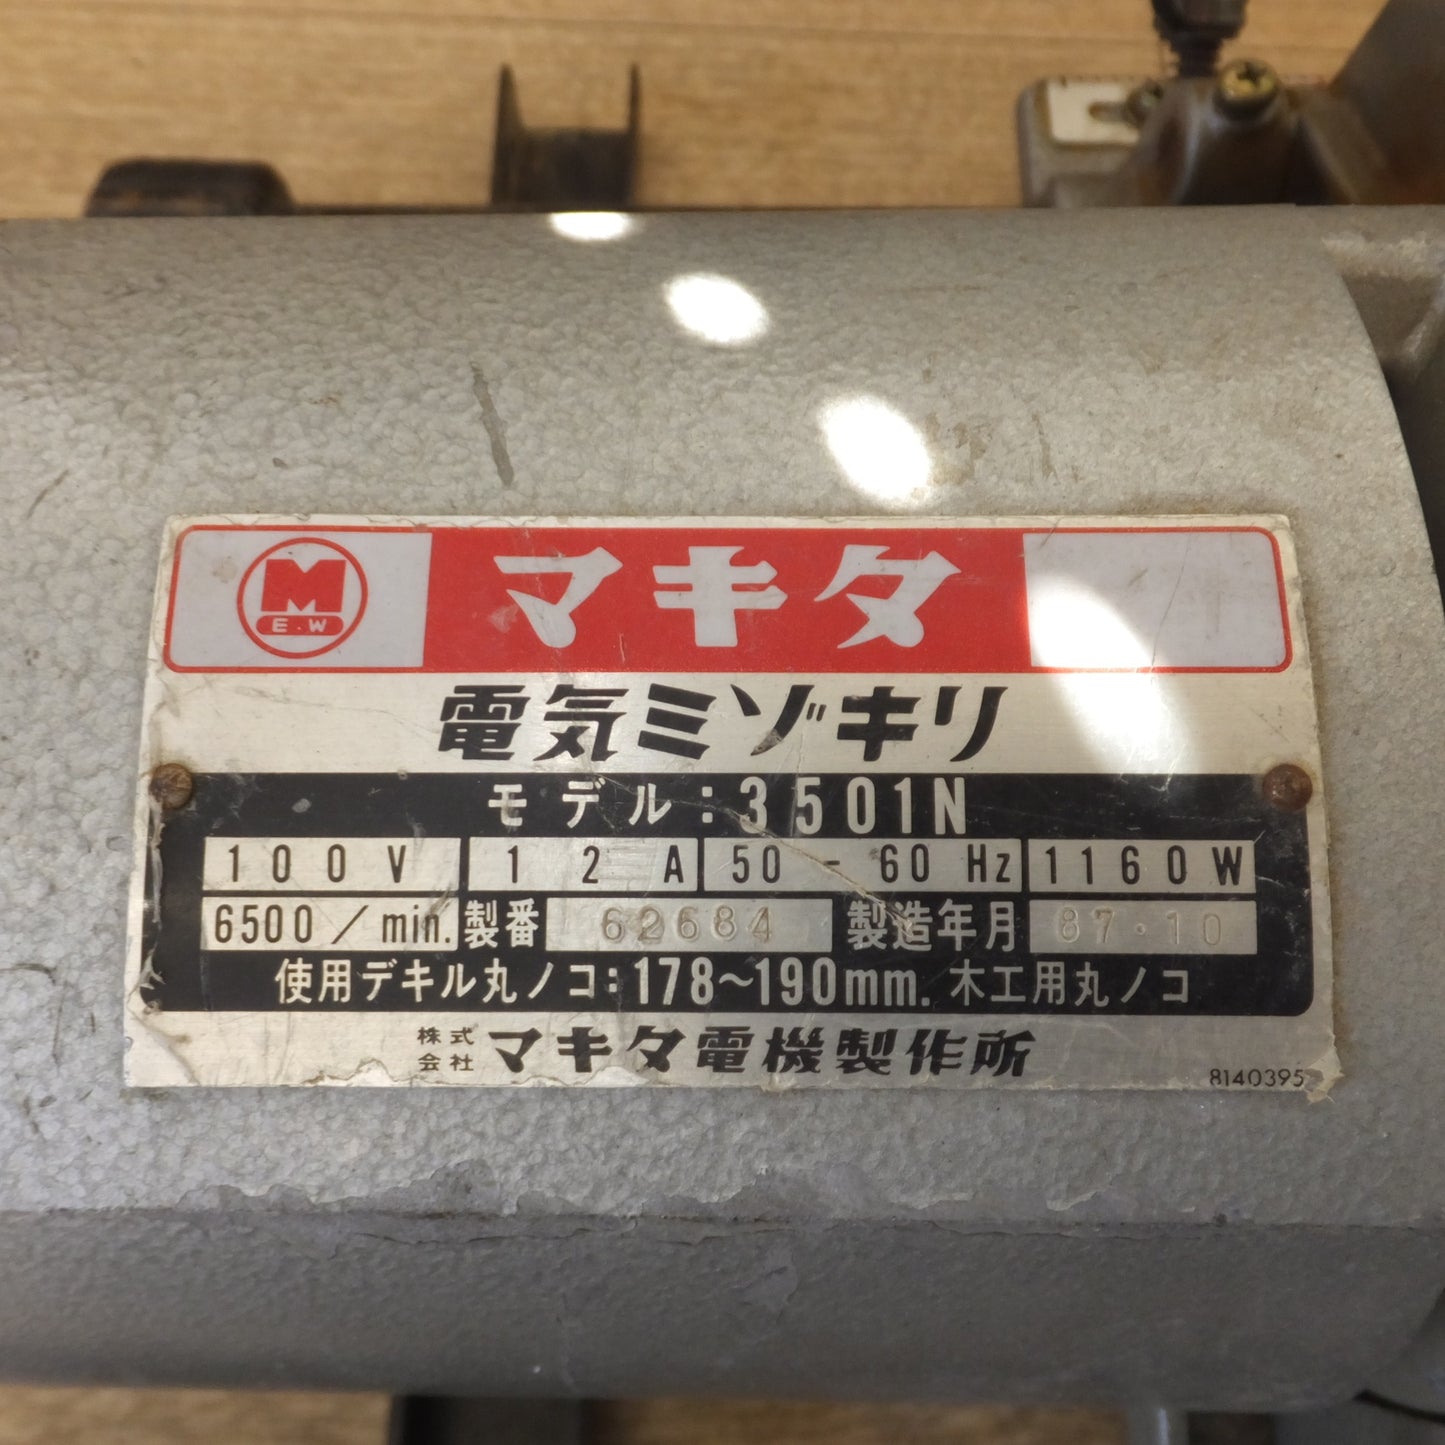 M
E・W
マキタ
電気ミゾキリ
モデル:3501N
100V 12A 50-60Hz 1160W
6500/min. 製番 62684 製造年月 87・10
使用デキル丸ノコ:178~190mm. 木工用丸ノコ
株式会社 マキタ電機製作所
8140395